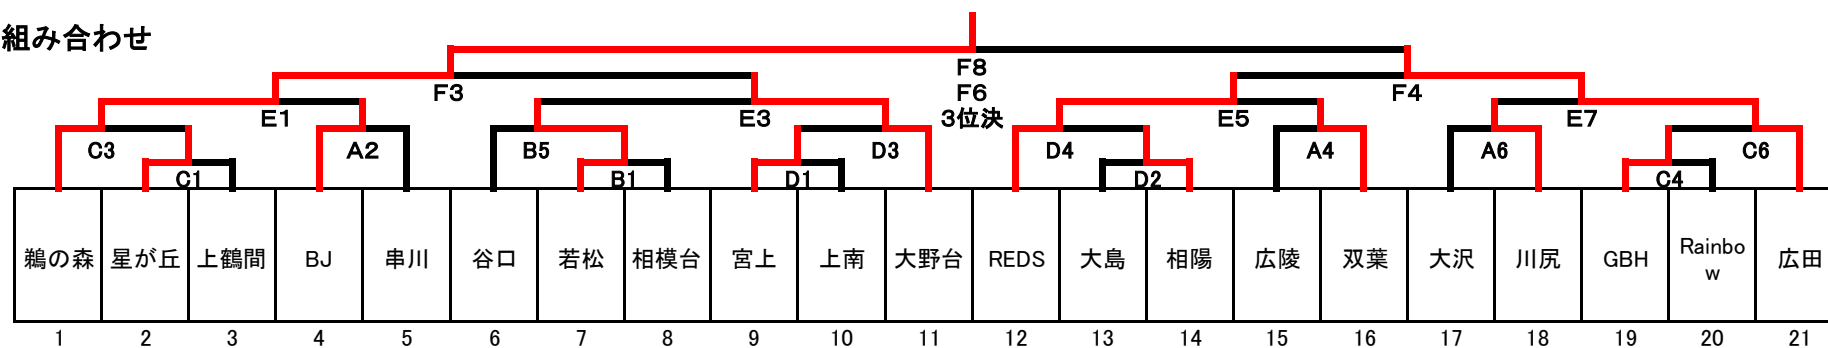 組み合わせ
F8
F3
F6
F4
E1
E3
3位決
E5
E7
C3
A2
B5
D3
D4
A4
A6
C6
C1
B1
D1
D2
C4
鵜の森
星が丘
上鶴間
BJ
串川
谷口
若松
相模台
宮上
上南
大野台
REDS
大島
相陽
広陵
双葉
大沢
川尻
GBH
Rainbo
w
広田
1
2
3
4
5
6
7
8
9
10
11
12
13
14
15
16
17
18
19
20
21